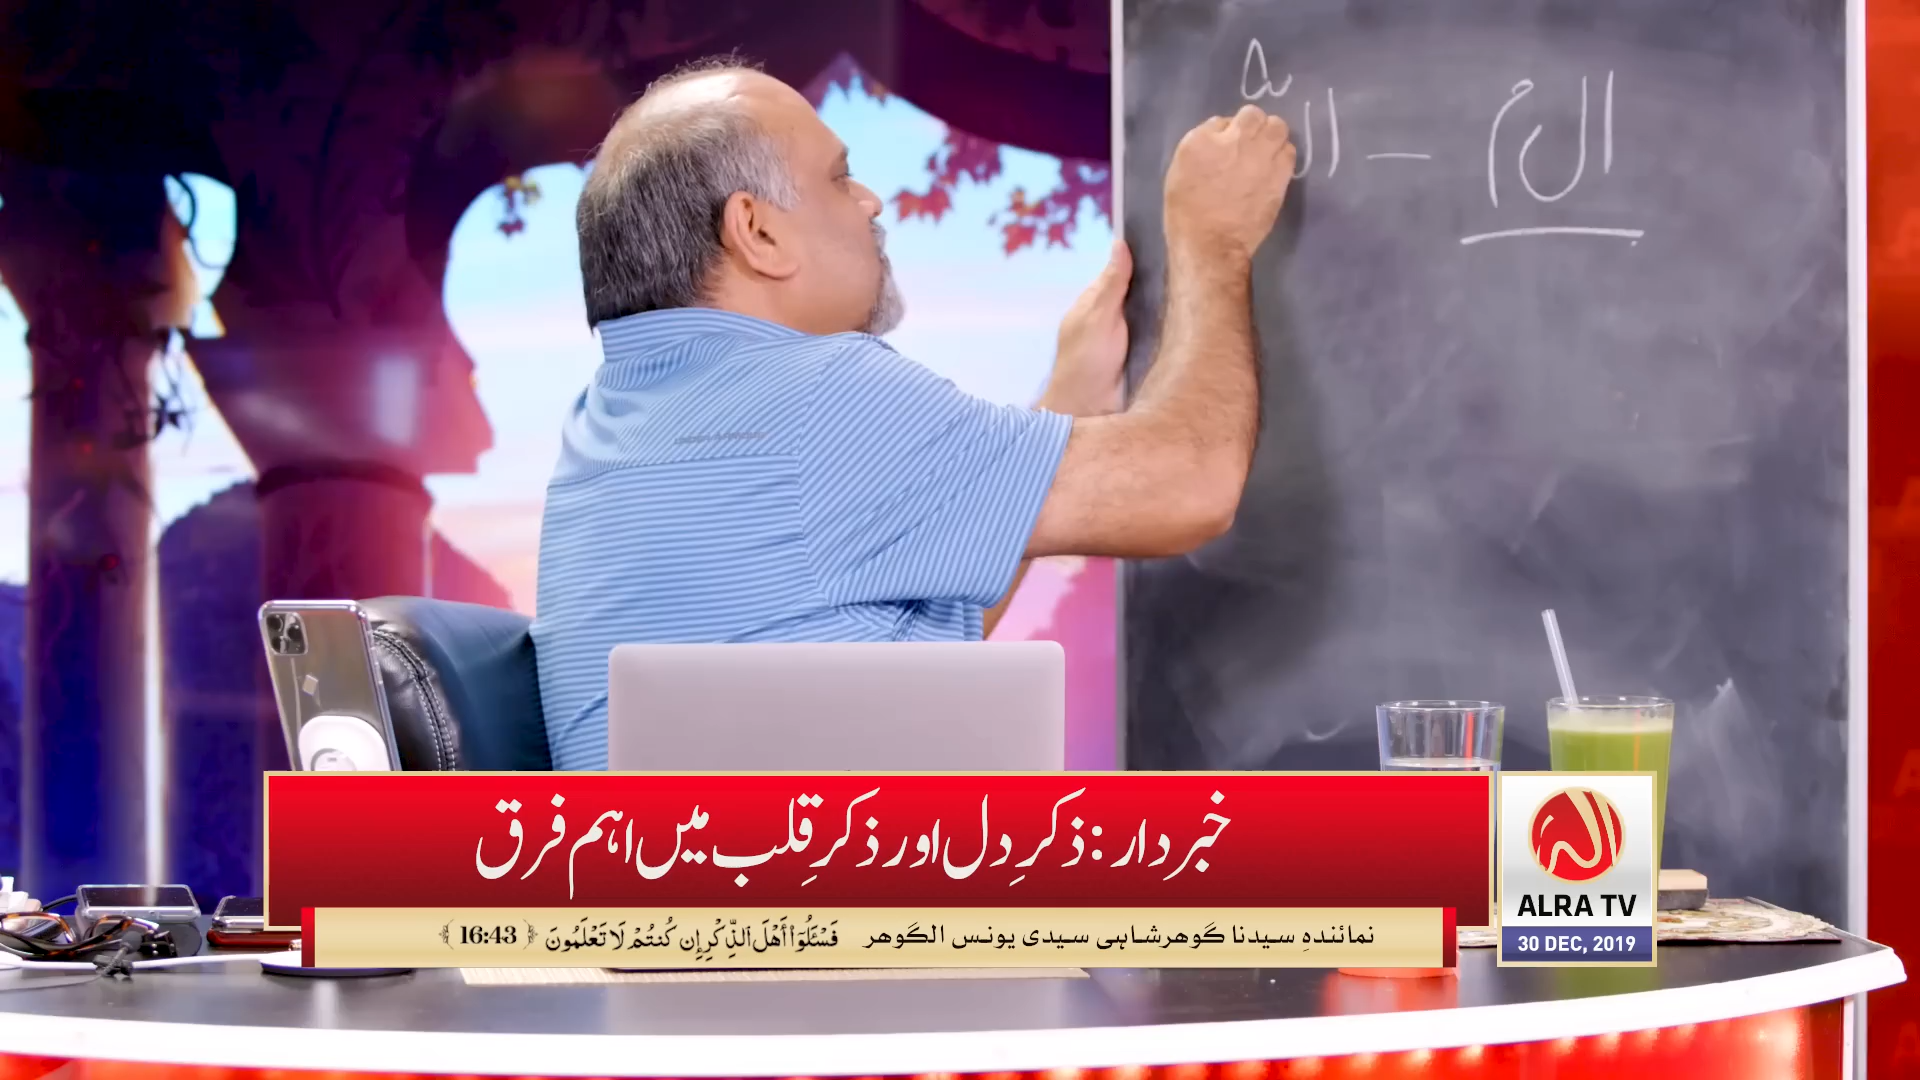 الم – الله
خبردار: ذکرِ دل اور ذکرِ قلب میں اہم فرق
نمائندہِ سیدنا گوھر شاہی سیدی یونس الگوھر فَسْـَٔلُوٓا۟ أَهْلَ ٱلذِّكْرِ إِن كُنتُمْ لَا تَعْلَمُونَ ﴿16:43﴾
ALRA TV
30 DEC, 2019